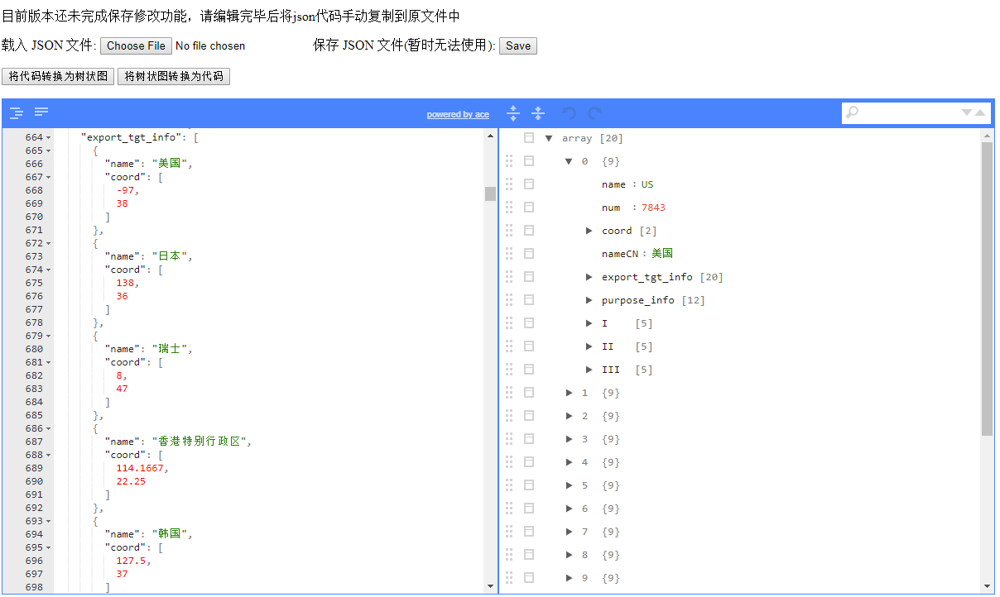 目前版本还未完成保存修改功能，请编辑完毕后将json代码手动复制到原文件中
载入 JSON 文件: Choose File No file chosen 保存 JSON 文件(暂时无法使用): Save
将代码转换为树状图 将树状图转换为代码
powered by ace
664 "export_tgt_info": [
665 {
666 "name": "美国",
667 "coord": [
668 -97,
669 38
670 ]
671 },
672 {
673 "name": "日本",
674 "coord": [
675 138,
676 36
677 ]
678 },
679 {
680 "name": "瑞士",
681 "coord": [
682 8,
683 47
684 ]
685 },
686 {
687 "name": "香港特别行政区",
688 "coord": [
689 114.1667,
690 22.25
691 ]
692 },
693 {
694 "name": "韩国",
695 "coord": [
696 127.5,
697 37
698 ]
array [20]
0 {9}
name : US
num : 7843
coord [2]
nameCN : 美国
export_tgt_info [20]
purpose_info [12]
I [5]
II [5]
III [5]
1 {9}
2 {9}
3 {9}
4 {9}
5 {9}
6 {9}
7 {9}
8 {9}
9 {9}